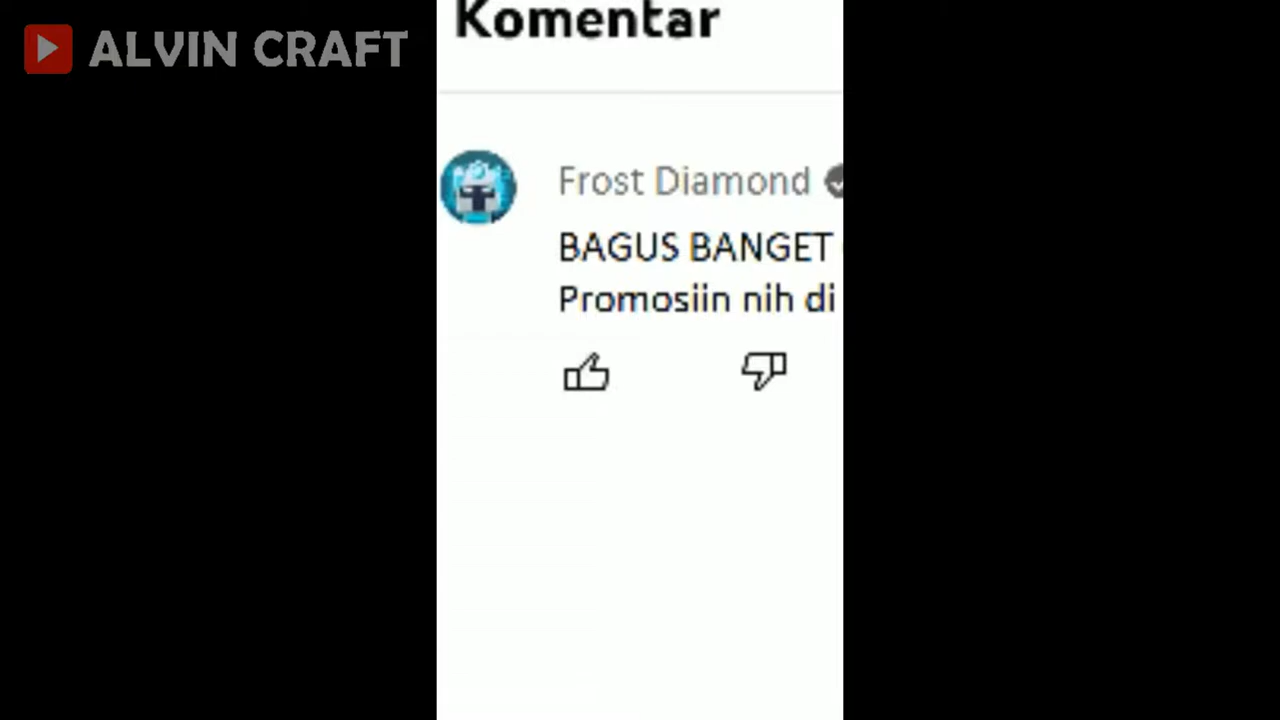 ALVIN CRAFT
Komentar
Frost Diamond
BAGUS BANGET
Promosiin nih di